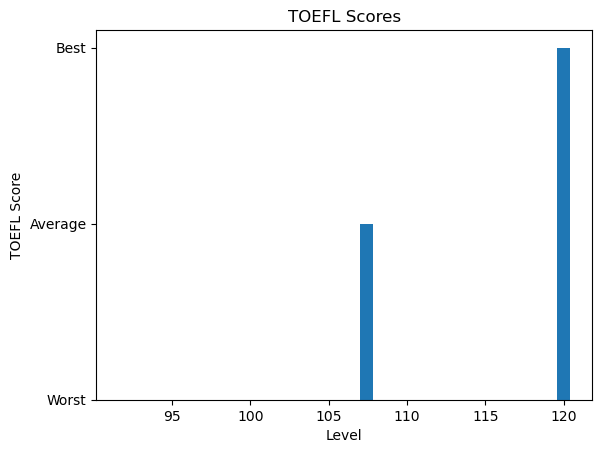 TOEFL Scores
Best
Average
Worst
TOEFL Score
95 100 105 110 115 120
Level